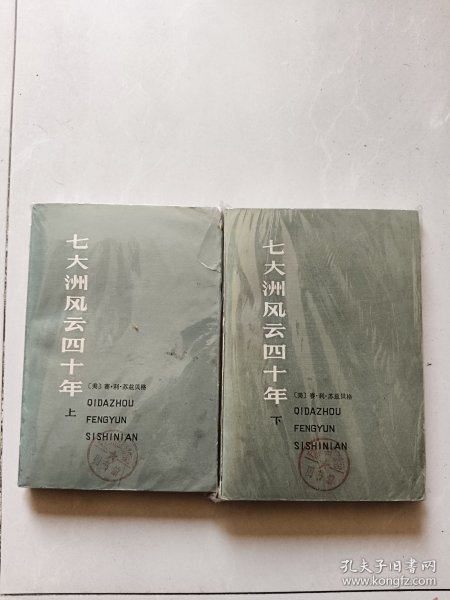 七大洲风云四十年
上
〔美〕赛·利·苏兹贝格
QIDAZHOU
FENGYUN
SISHINIAN
七大洲风云四十年
下
〔美〕赛·利·苏兹贝格
QIDAZHOU
FENGYUN
SISHINIAN
孔夫子旧书网
www.kongfz.com